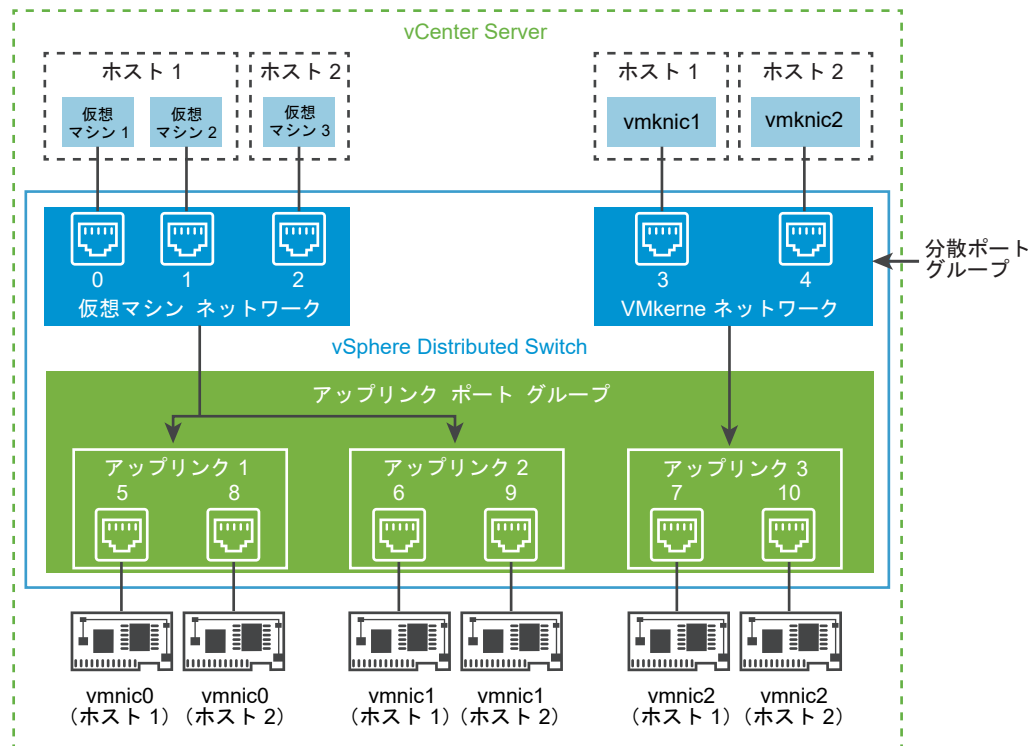 vCenter Server
ホスト 1
ホスト 2
ホスト 1
ホスト 2
仮想
マシン 1
仮想
マシン 2
仮想
マシン 3
vmknic1
vmknic2
0
1
2
仮想マシン ネットワーク
3
4
VMkerne ネットワーク
分散ポート
グループ
vSphere Distributed Switch
アップリンク ポート グループ
アップリンク 1
5
8
アップリンク 2
6
9
アップリンク 3
7
10
vmnic0
(ホスト 1)
vmnic0
(ホスト 2)
vmnic1
(ホスト 1)
vmnic1
(ホスト 2)
vmnic2
(ホスト 1)
vmnic2
(ホスト 2)